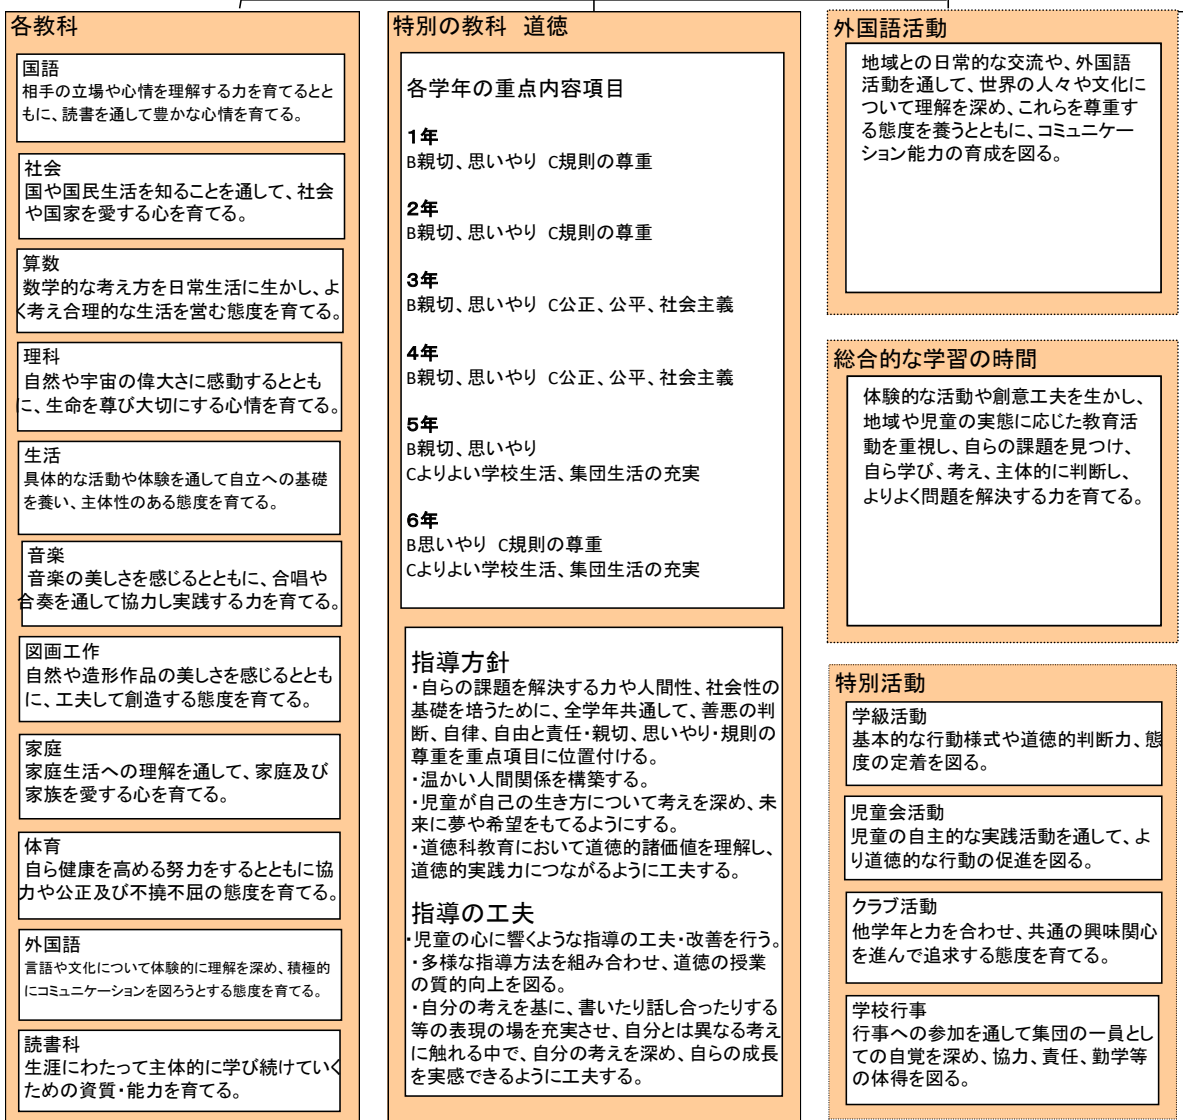 各教科
国語
相手の立場や心情を理解する力を育てるとと
もに、読書を通して豊かな心情を育てる。
社会
国や国民生活を知ることを通して、社会
や国家を愛する心を育てる。
算数
数学的な考え方を日常生活に生かし、よ
く考え合理的な生活を営む態度を育てる。
理科
自然や宇宙の偉大さに感動するととも
に、生命を尊び大切にする心情を育てる。
生活
具体的な活動や体験を通して自立への基礎
を養い、主体性のある態度を育てる。
音楽
音楽の美しさを感じるとともに、合唱や
合奏を通して協力し実践する力を育てる。
図画工作
自然や造形作品の美しさを感じるととも
に、工夫して創造する態度を育てる。
家庭
家庭生活への理解を通して、家庭及び
家族を愛する心を育てる。
体育
自ら健康を高める努力をするとともに協
力や公正及び不撓不屈の態度を育てる。
外国語
言語や文化について体験的に理解を深め、積極的
にコミュニケーションを図ろうとする態度を育てる。
読書科
生涯にわたって主体的に学び続けていく
ための資質・能力を育てる。
特別の教科 道徳
各学年の重点内容項目
1年
B親切、思いやり C規則の尊重
2年
B親切、思いやり C規則の尊重
3年
B親切、思いやり C公正、公平、社会主義
4年
B親切、思いやり C公正、公平、社会主義
5年
B親切、思いやり
Cよりよい学校生活、集団生活の充実
6年
B思いやり C規則の尊重
Cよりよい学校生活、集団生活の充実
指導方針
・自らの課題を解決する力や人間性、社会性の
基礎を培うために、全学年共通して、善悪の判
断、自律、自由と責任・親切、思いやり・規則の
尊重を重点項目に位置付ける。
・温かい人間関係を構築する。
・児童が自己の生き方について考えを深め、未
来に夢や希望をもてるようにする。
・道徳科教育において道徳的諸価値を理解し、
道徳的実践力につながるように工夫する。
指導の工夫
・児童の心に響くような指導の工夫・改善を行う。
・多様な指導方法を組み合わせ、道徳の授業
の質的向上を図る。
・自分の考えを基に、書いたり話し合ったりする
等の表現の場を充実させ、自分とは異なる考え
に触れる中で、自分の考えを深め、自らの成長
を実感できるように工夫する。
外国語活動
地域との日常的な交流や、外国語
活動を通して、世界の人々や文化に
ついて理解を深め、これらを尊重す
る態度を養うとともに、コミュニケー
ション能力の育成を図る。
総合的な学習の時間
体験的な活動や創意工夫を生かし、
地域や児童の実態に応じた教育活
動を重視し、自らの課題を見つけ、
自ら学び、考え、主体的に判断し、
よりよく問題を解決する力を育てる。
特別活動
学級活動
基本的な行動様式や道徳的判断力、態
度の定着を図る。
児童会活動
児童の自主的な実践活動を通して、よ
り道徳的な行動の促進を図る。
クラブ活動
他学年と力を合わせ、共通の興味関心
を進んで追求する態度を育てる。
学校行事
行事への参加を通して集団の一員とし
ての自覚を深め、協力、責任、勤学等
の体得を図る。